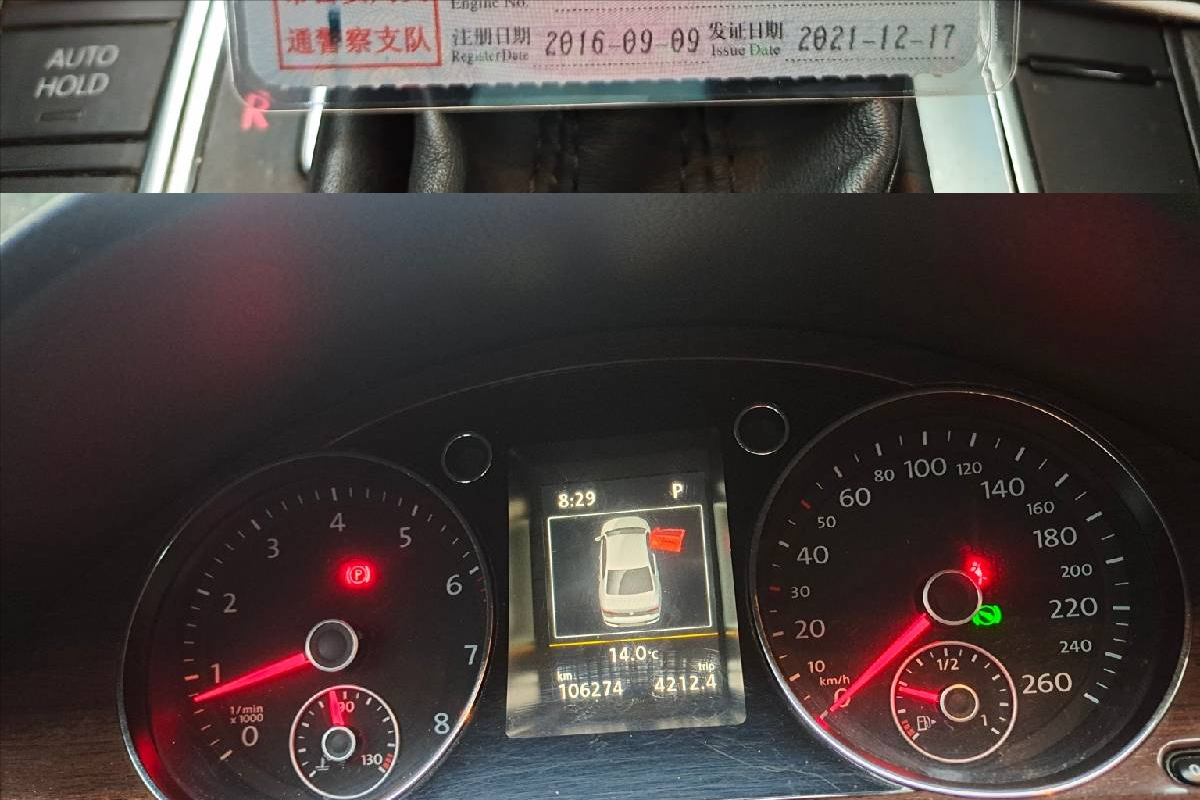 Engine No.
通警察支队
注册日期 2016-09-09 发证日期 2021-12-17
Register Date Issue Date
AUTO
HOLD
R
8:29 P
14.0°C
km trip
106274 4212.4
0 1 2 3 4 5 6 7 8
1/min
x 1000
90 130
0 10 20 30 40 50 60 80 100 120 140 160 180 200 220 240 260
km/h
1/2 1
P